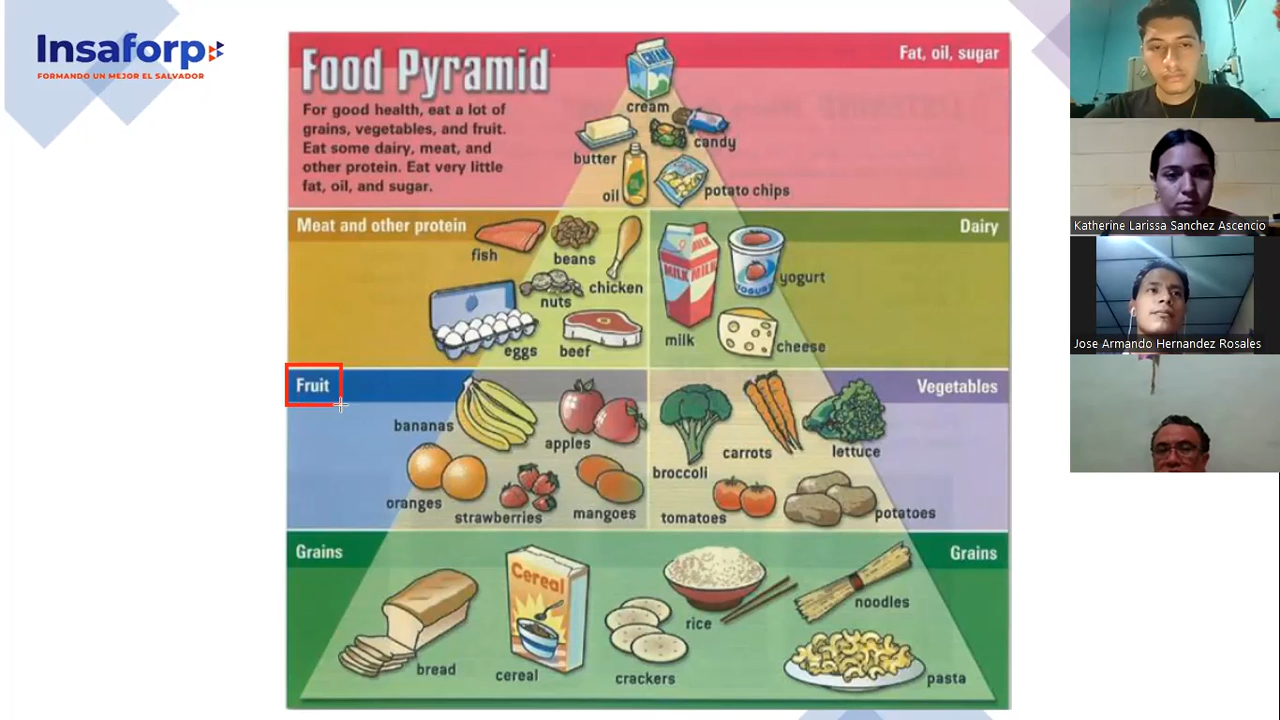 Insaforp
FORMANDO UN MEJOR EL SALVADOR
Food Pyramid
For good health, eat a lot of
grains, vegetables, and fruit.
Eat some dairy, meat, and
other protein. Eat very little
fat, oil, and sugar.
Fat, oil, sugar
CREAM
cream
butter
candy
oil
potato chips
Meat and other protein
fish
beans
chicken
nuts
eggs
beef
Dairy
MILK
MILK MILK
milk
YOGURT
yogurt
cheese
Fruit
bananas
apples
oranges
strawberries
mangoes
Vegetables
broccoli
carrots
lettuce
tomatoes
potatoes
Grains
Grains
bread
Cereal
cereal
crackers
rice
noodles
pasta
Katherine Larissa Sanchez Ascencio
Jose Armando Hernandez Rosales